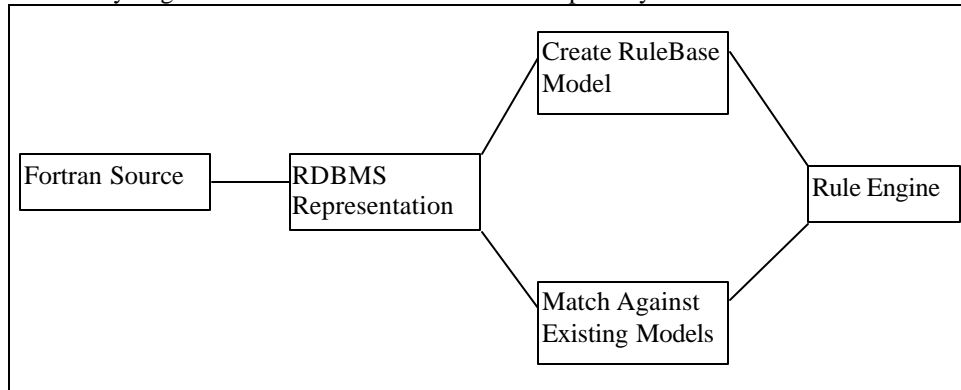 Create RuleBase
Model
Fortran Source
RDBMS
Representation
Rule Engine
Match Against
Existing Models